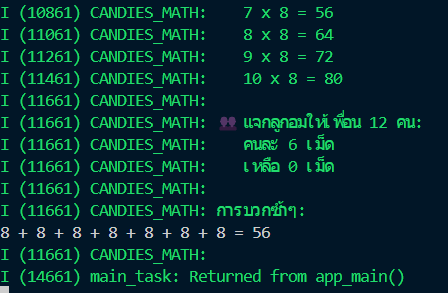 I (10861) CANDIES_MATH:    7 x 8 = 56
I (11061) CANDIES_MATH:    8 x 8 = 64
I (11261) CANDIES_MATH:    9 x 8 = 72
I (11461) CANDIES_MATH:    10 x 8 = 80
I (11661) CANDIES_MATH:
I (11661) CANDIES_MATH: 👥 แจกลูกอมให้เพื่อน 12 คน:
I (11661) CANDIES_MATH:    คนละ 6 เม็ด
I (11661) CANDIES_MATH:    เหลือ 0 เม็ด
I (11661) CANDIES_MATH:
I (11661) CANDIES_MATH: การบวกซ้ำๆ:
8 + 8 + 8 + 8 + 8 + 8 + 8 = 56
I (11661) CANDIES_MATH:
I (14661) main_task: Returned from app_main()